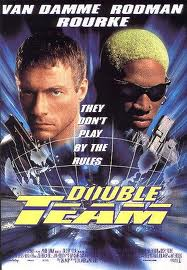 VAN DAMME RODMAN
ROURKE
THEY
DON'T
PLAY
BY THE
RULES
DOUBLE
TEAM